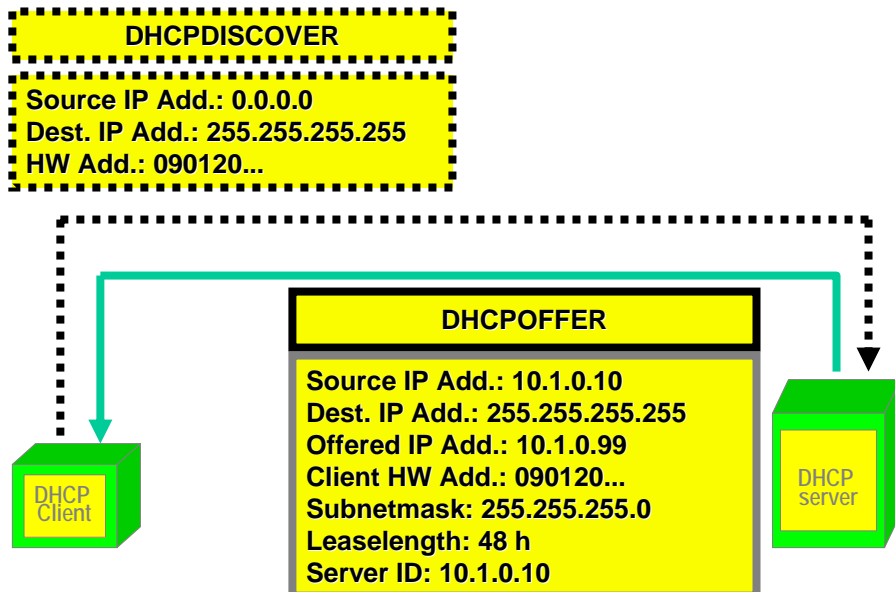 DHCPDISCOVER
Source IP Add.: 0.0.0.0
Dest. IP Add.: 255.255.255.255
HW Add.: 090120...
DHCPOFFER
Source IP Add.: 10.1.0.10
Dest. IP Add.: 255.255.255.255
Offered IP Add.: 10.1.0.99
Client HW Add.: 090120...
Subnetmask: 255.255.255.0
Leaselength: 48 h
Server ID: 10.1.0.10
DHCP
Client
DHCP
server